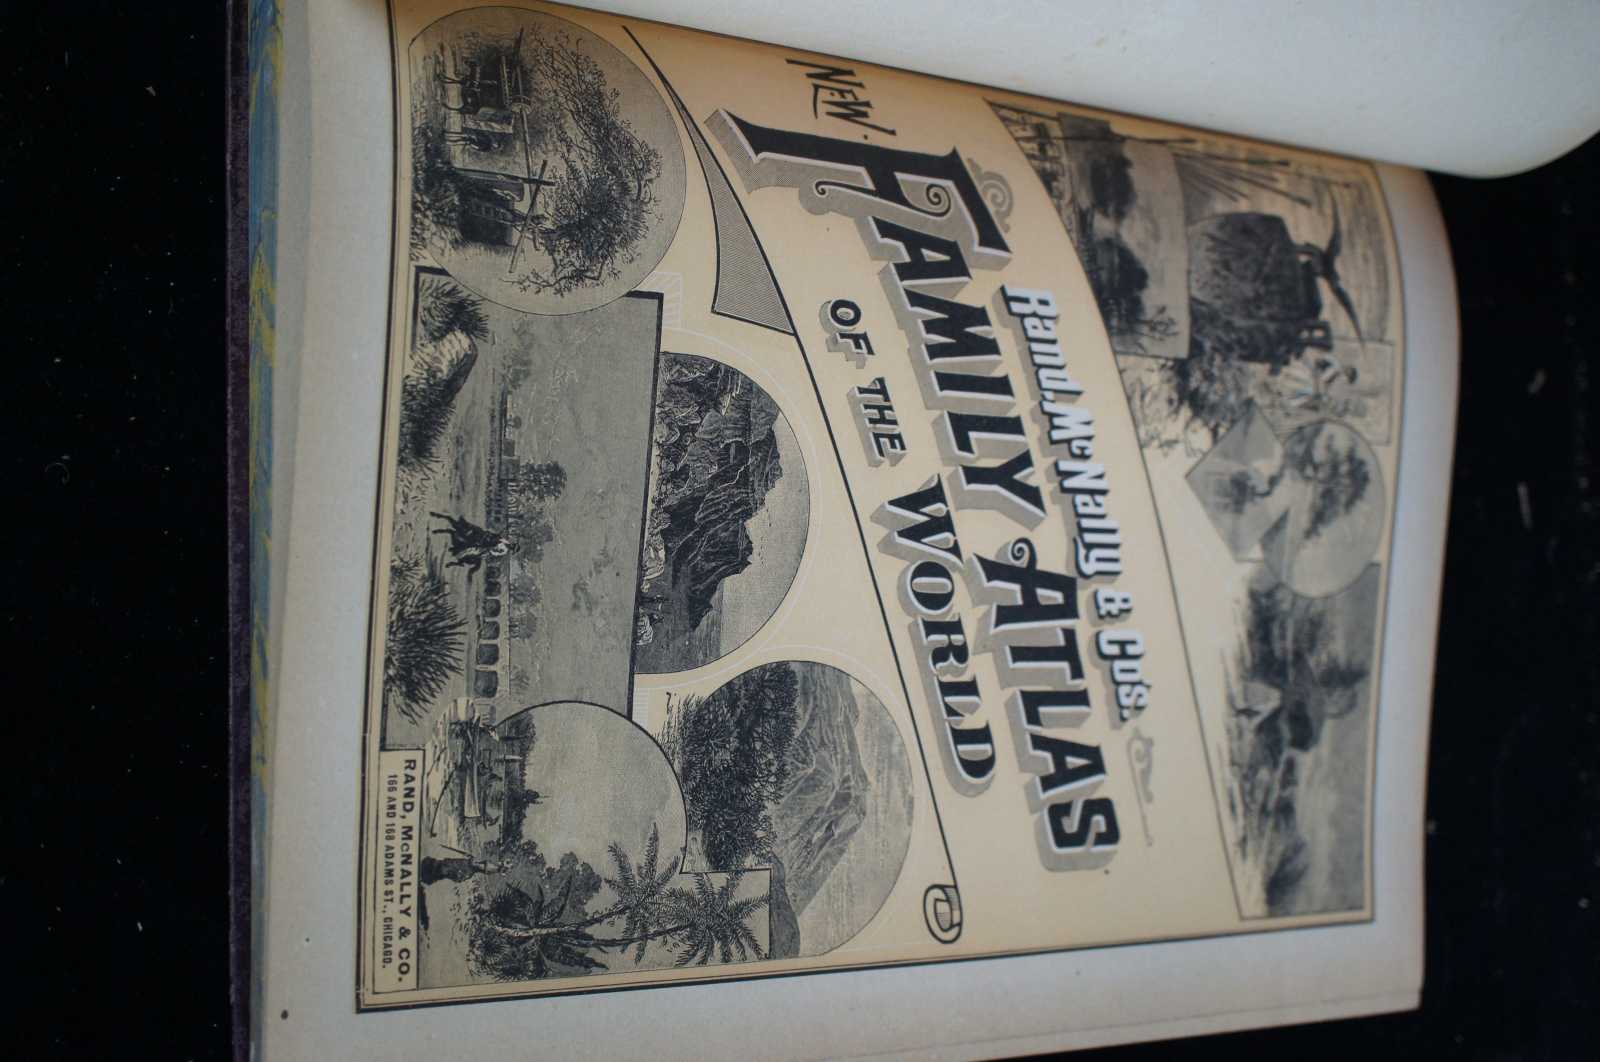 Rand, McNally & Co's.
NEW
FAMILY ATLAS
OF THE WORLD
RAND, McNALLY & CO.
166 AND 168 ADAMS ST., CHICAGO.